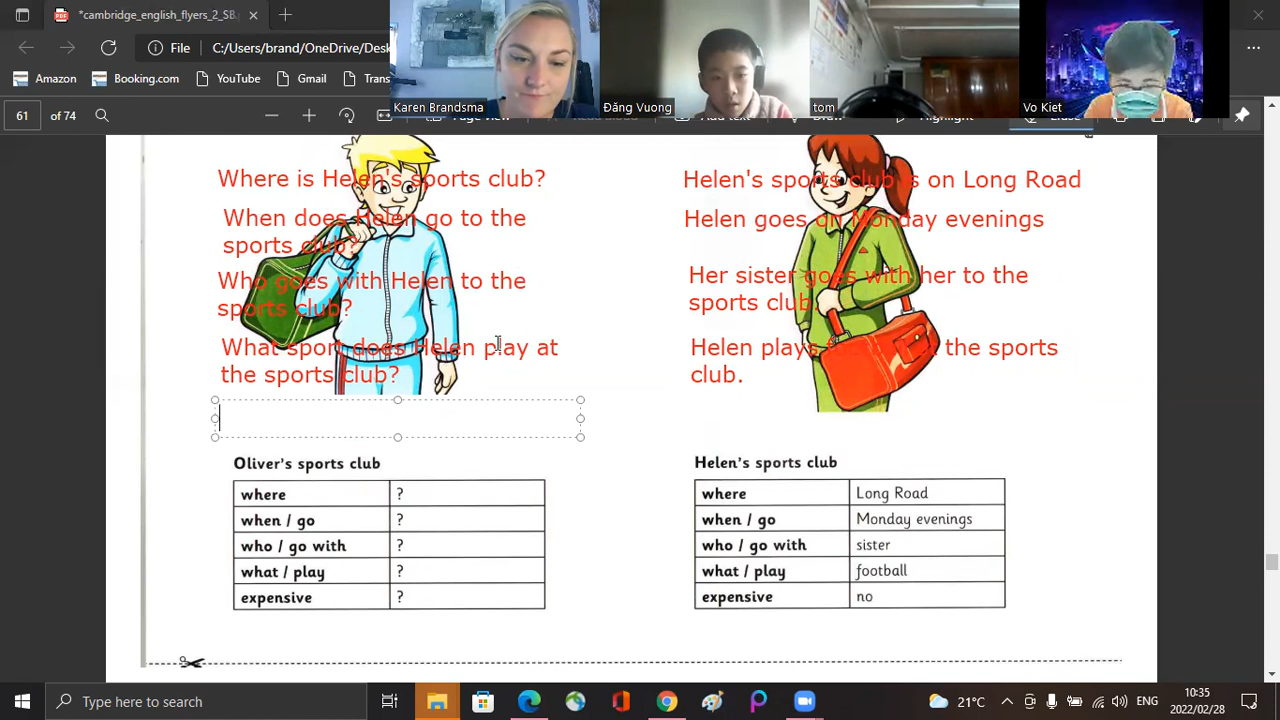 *cambridge_english_flyers_2_SB.
File
C:/Users/brand/OneDrive/Desk
Amazon
Booking.com
YouTube
Gmail
Karen Brandsma
Đăng Vuong
tom
Vo Kiet
61
of 74
Where is Helen's sports club?
Helen's sports club is on Long Road
When does Helen go to the
sports club?
Helen goes on Monday evenings
Who goes with Helen to the
sports club?
Her sister goes with her to the
sports club.
What sport does Helen play at
the sports club?
Helen plays football at the sports
club.
Oliver's sports club
where ?
when / go ?
who / go with ?
what / play ?
expensive ?
Helen's sports club
where Long Road
when / go Monday evenings
who / go with sister
what / play football
expensive no
Type here to search
21°C
ENG
10:35
2022/02/28